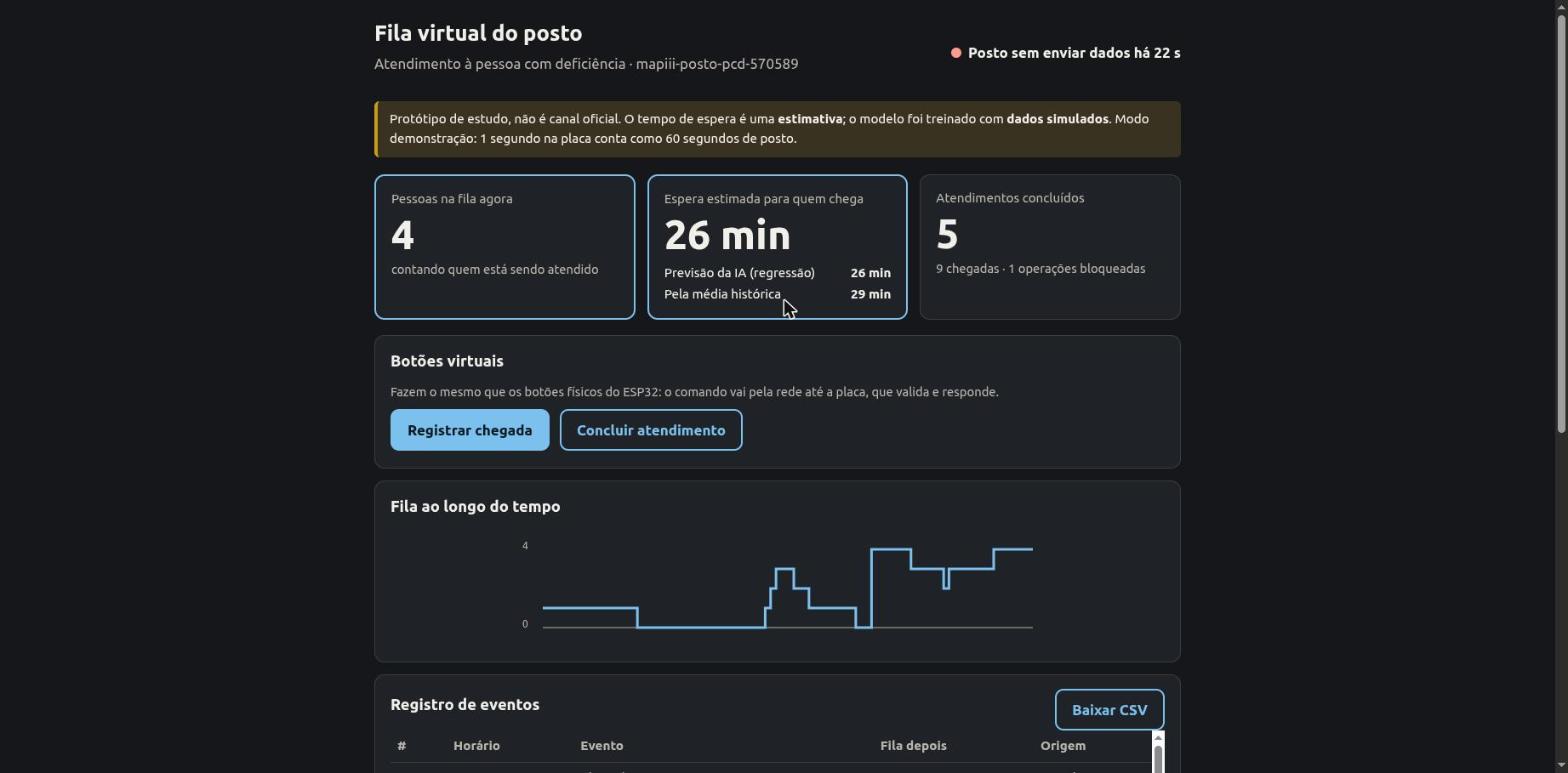 Fila virtual do posto
Atendimento à pessoa com deficiência · mapiii-posto-pcd-570589
Posto sem enviar dados há 22 s
Protótipo de estudo, não é canal oficial. O tempo de espera é uma estimativa; o modelo foi treinado com dados simulados. Modo
demonstração: 1 segundo na placa conta como 60 segundos de posto.
Pessoas na fila agora
4
contando quem está sendo atendido
Espera estimada para quem chega
26 min
Previsão da IA (regressão) 26 min
Pela média histórica 29 min
Atendimentos concluídos
5
9 chegadas · 1 operações bloqueadas
Botões virtuais
Fazem o mesmo que os botões físicos do ESP32: o comando vai pela rede até a placa, que valida e responde.
Registrar chegada
Concluir atendimento
Fila ao longo do tempo
4
0
Registro de eventos
Baixar CSV
# Horário Evento Fila depois Origem